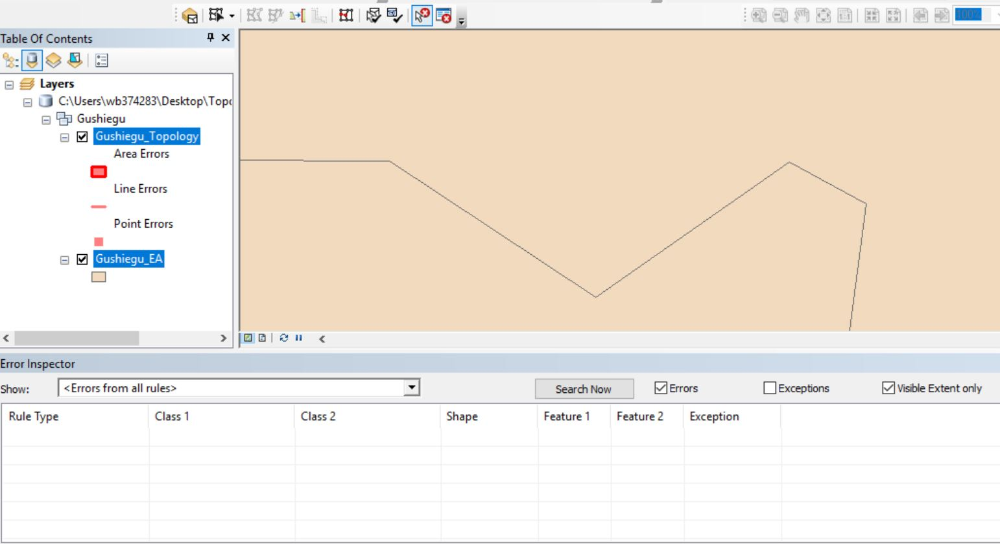 100%
Table Of Contents
Layers
C:\Users\wb374283\Desktop\Topo
Gushiegu
Gushiegu_Topology
Area Errors
Line Errors
Point Errors
Gushiegu_EA
Error Inspector
Show: <Errors from all rules> Search Now Errors Exceptions Visible Extent only
Rule Type Class 1 Class 2 Shape Feature 1 Feature 2 Exception